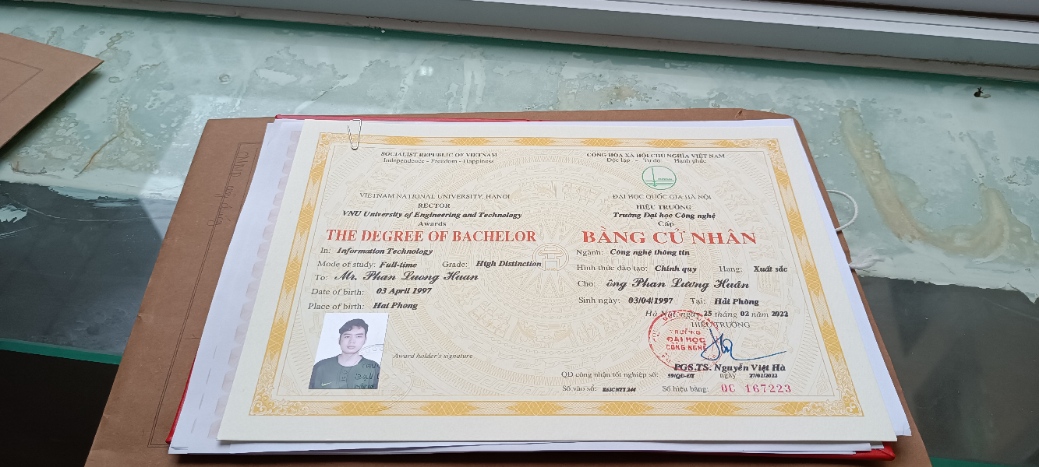 SOCIALIST REPUBLIC OF VIETNAM
Independence - Freedom - Happiness
VIETNAM NATIONAL UNIVERSITY, HANOI
RECTOR
VNU University of Engineering and Technology
Awards
THE DEGREE OF BACHELOR
In: Information Technology
Mode of study: Full-time Grade: High Distinction
To Mr. Phan Luong Huan
Date of birth: 03 April 1997
Place of birth: Hai Phong
Award holder's signature
CỘNG HÒA XÃ HỘI CHỦ NGHĨA VIỆT NAM
Độc lập - Tự do - Hạnh phúc
ĐẠI HỌC QUỐC GIA HÀ NỘI
HIỆU TRƯỞNG
Trường Đại học Công nghệ
Cấp
BẰNG CỬ NHÂN
Ngành: Công nghệ thông tin
Hình thức đào tạo: Chính quy Hạng: Xuất sắc
Cho: ông Phan Lương Huân
Sinh ngày: 03/04/1997 Tại: Hải Phòng
Hà Nội, ngày 25 tháng 02 năm 2022
HIỆU TRƯỞNG
TRƯỜNG
ĐẠI HỌC
CÔNG NGHỆ
PGS.TS. Nguyễn Việt Hà
QĐ công nhận tốt nghiệp số: ngày
Số vào sổ: Số hiệu bằng: QC 167223